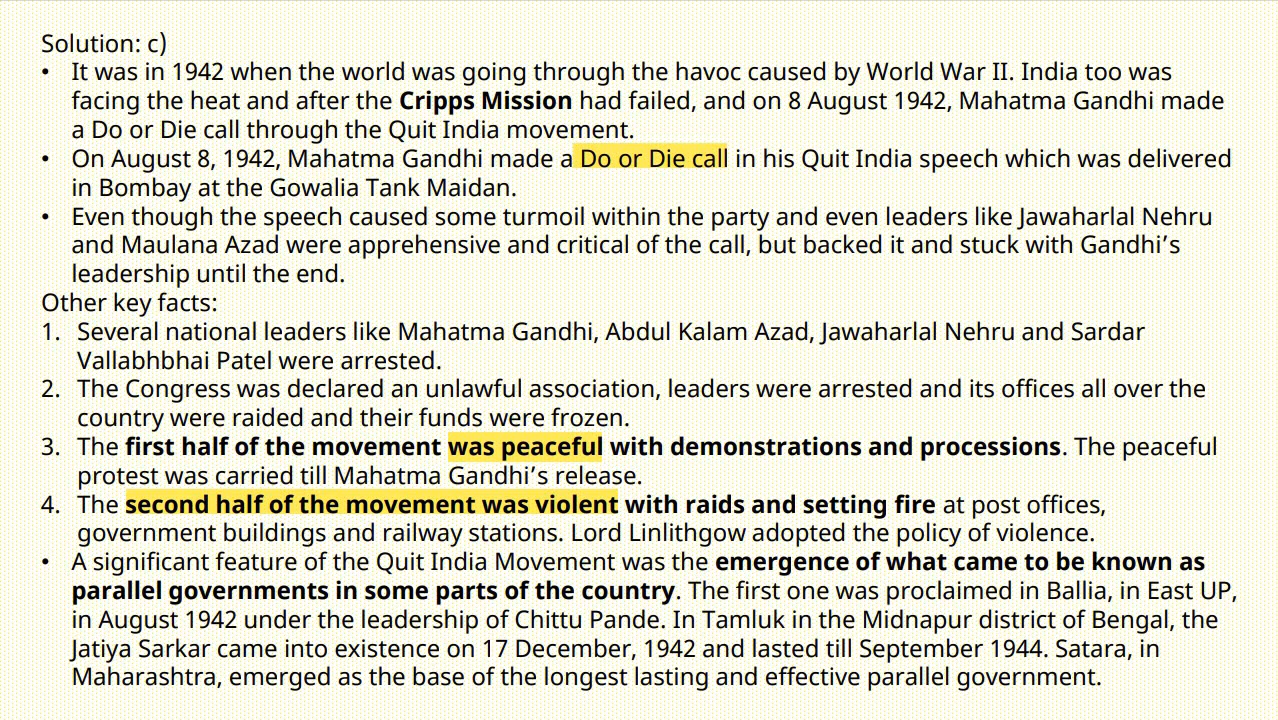 Solution: c)
• It was in 1942 when the world was going through the havoc caused by World War II. India too was
facing the heat and after the Cripps Mission had failed, and on 8 August 1942, Mahatma Gandhi made
a Do or Die call through the Quit India movement.
• On August 8, 1942, Mahatma Gandhi made a Do or Die call in his Quit India speech which was delivered
in Bombay at the Gowalia Tank Maidan.
• Even though the speech caused some turmoil within the party and even leaders like Jawaharlal Nehru
and Maulana Azad were apprehensive and critical of the call, but backed it and stuck with Gandhi’s
leadership until the end.
Other key facts:
1. Several national leaders like Mahatma Gandhi, Abdul Kalam Azad, Jawaharlal Nehru and Sardar
Vallabhbhai Patel were arrested.
2. The Congress was declared an unlawful association, leaders were arrested and its offices all over the
country were raided and their funds were frozen.
3. The first half of the movement was peaceful with demonstrations and processions. The peaceful
protest was carried till Mahatma Gandhi’s release.
4. The second half of the movement was violent with raids and setting fire at post offices,
government buildings and railway stations. Lord Linlithgow adopted the policy of violence.
• A significant feature of the Quit India Movement was the emergence of what came to be known as
parallel governments in some parts of the country. The first one was proclaimed in Ballia, in East UP,
in August 1942 under the leadership of Chittu Pande. In Tamluk in the Midnapur district of Bengal, the
Jatiya Sarkar came into existence on 17 December, 1942 and lasted till September 1944. Satara, in
Maharashtra, emerged as the base of the longest lasting and effective parallel government.